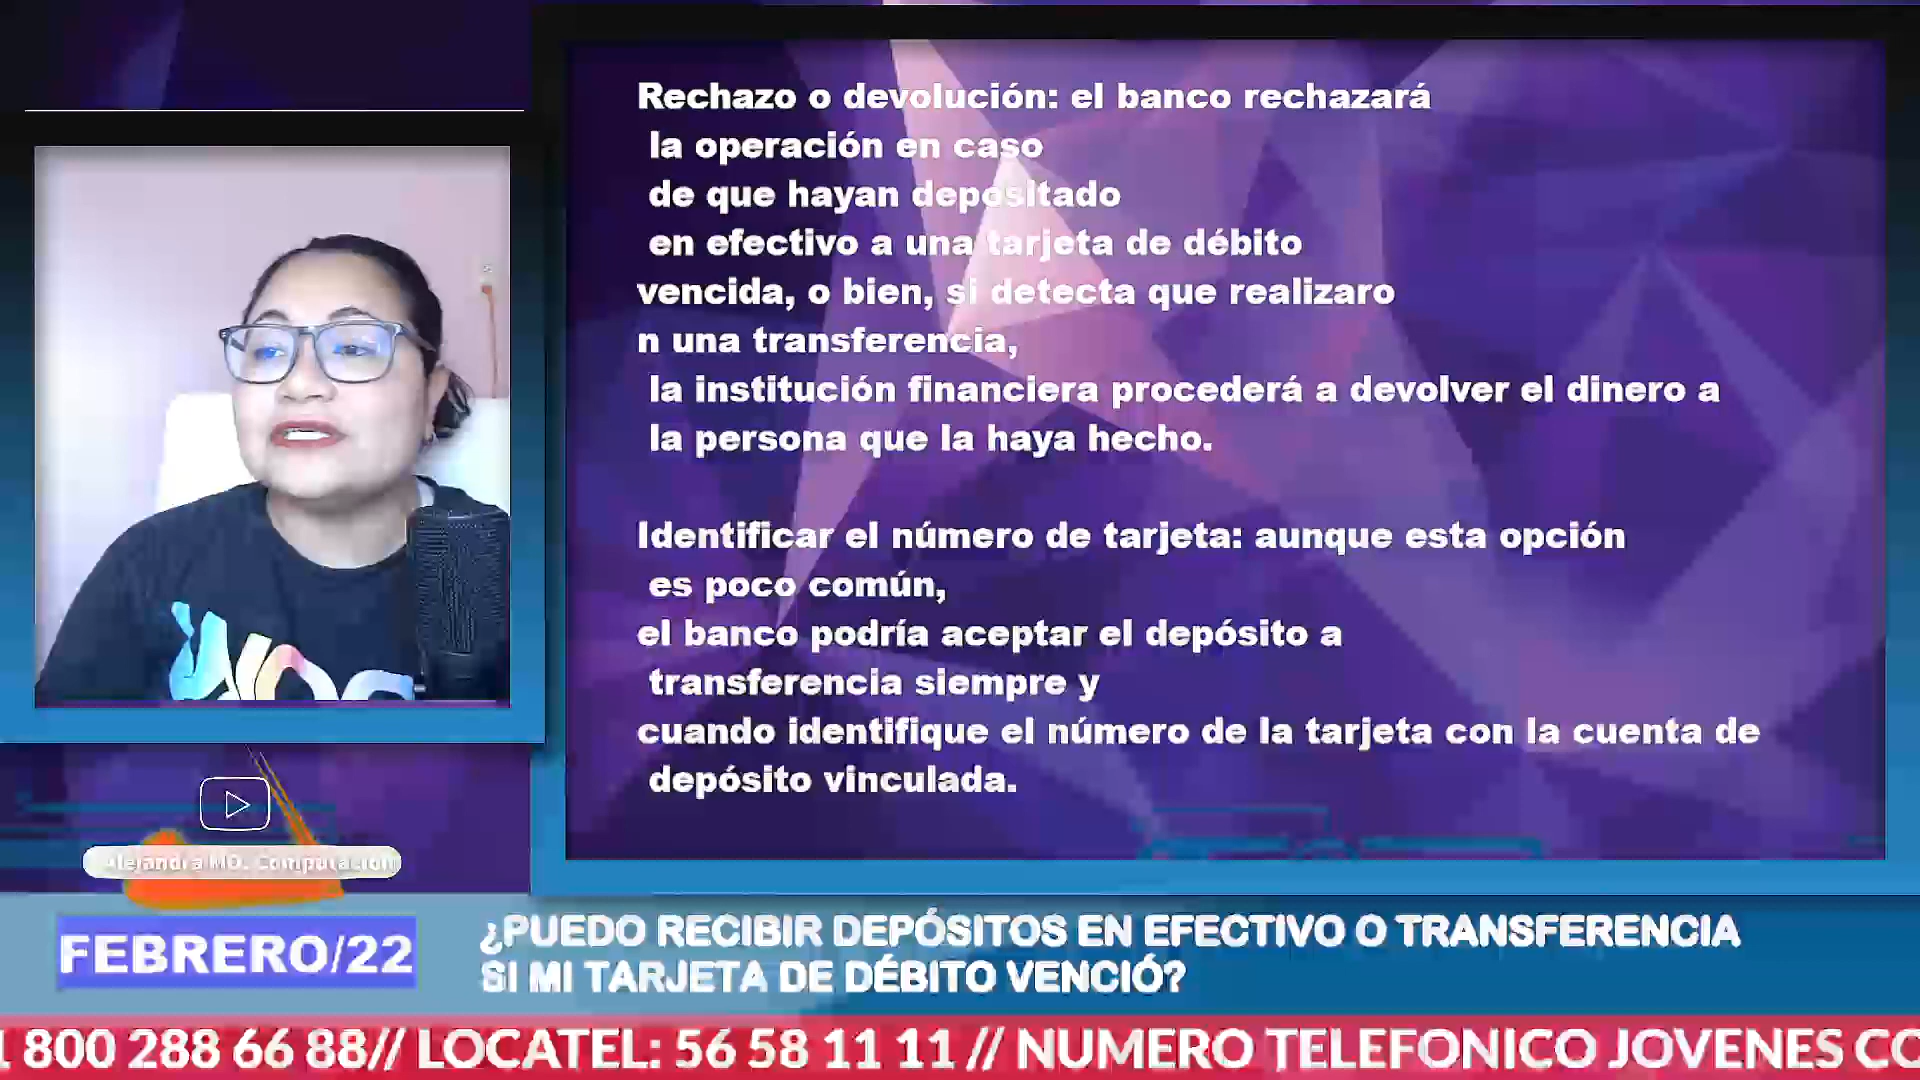 Rechazo o devolución: el banco rechazará
la operación en caso
de que hayan depositado
en efectivo a una tarjeta de débito
vencida, o bien, si detecta que realizaro
n una transferencia,
la institución financiera procederá a devolver el dinero a
la persona que la haya hecho.
Identificar el número de tarjeta: aunque esta opción
es poco común,
el banco podría aceptar el depósito a
transferencia siempre y
cuando identifique el número de la tarjeta con la cuenta de
depósito vinculada.
Alejandra MO. Computación
FEBRERO/22
¿PUEDO RECIBIR DEPÓSITOS EN EFECTIVO O TRANSFERENCIA
SI MI TARJETA DE DÉBITO VENCIÓ?
1 800 288 66 88// LOCATEL: 56 58 11 11 // NUMERO TELEFONICO JOVENES CO